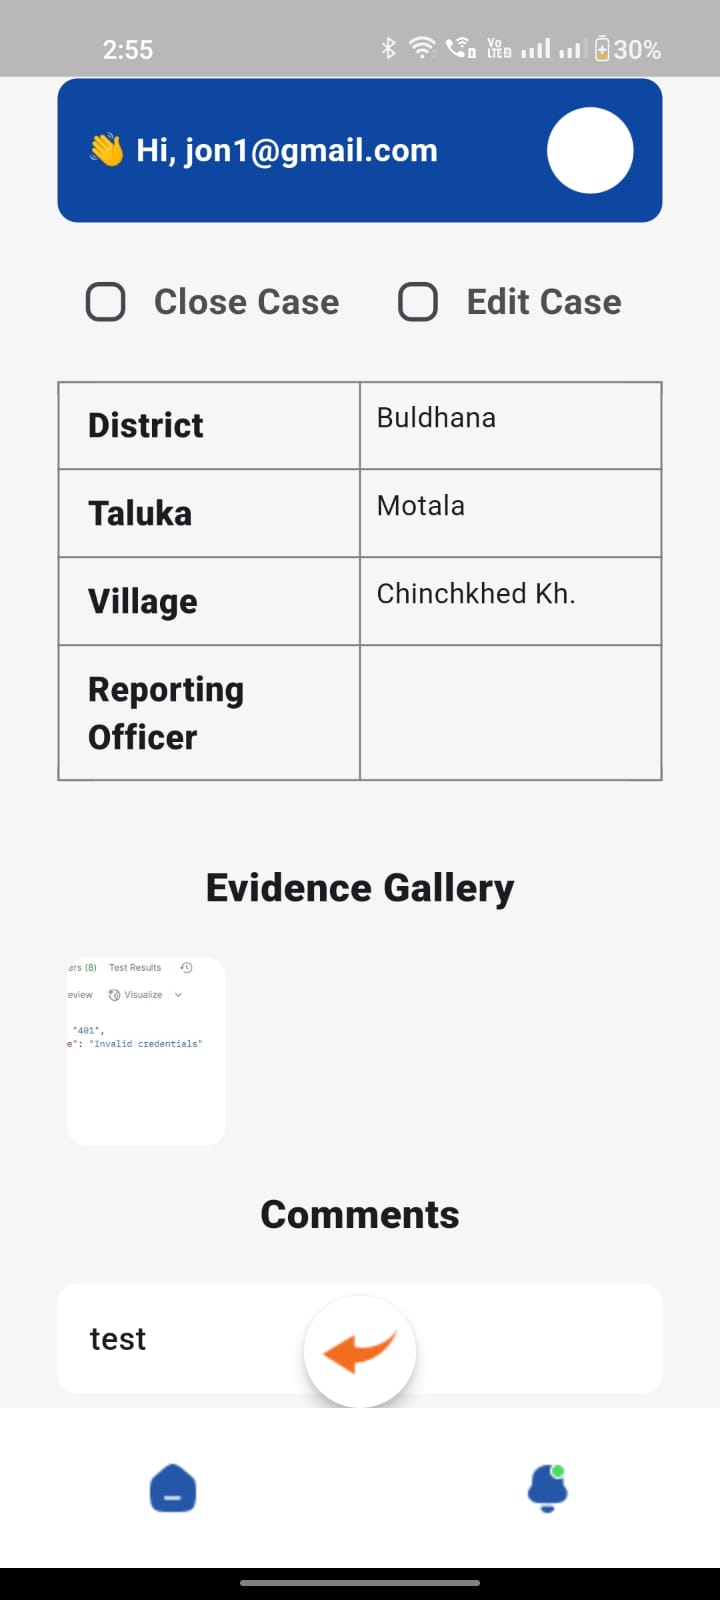 2:55
Vo
LTE 30%
👋 Hi, jon1@gmail.com
Close Case Edit Case
District Buldhana
Taluka Motala
Village Chinchkhed Kh.
Reporting
Officer
Evidence Gallery
ers (8) Test Results
eview Visualize
"401",
e": "Invalid credentials"
Comments
test